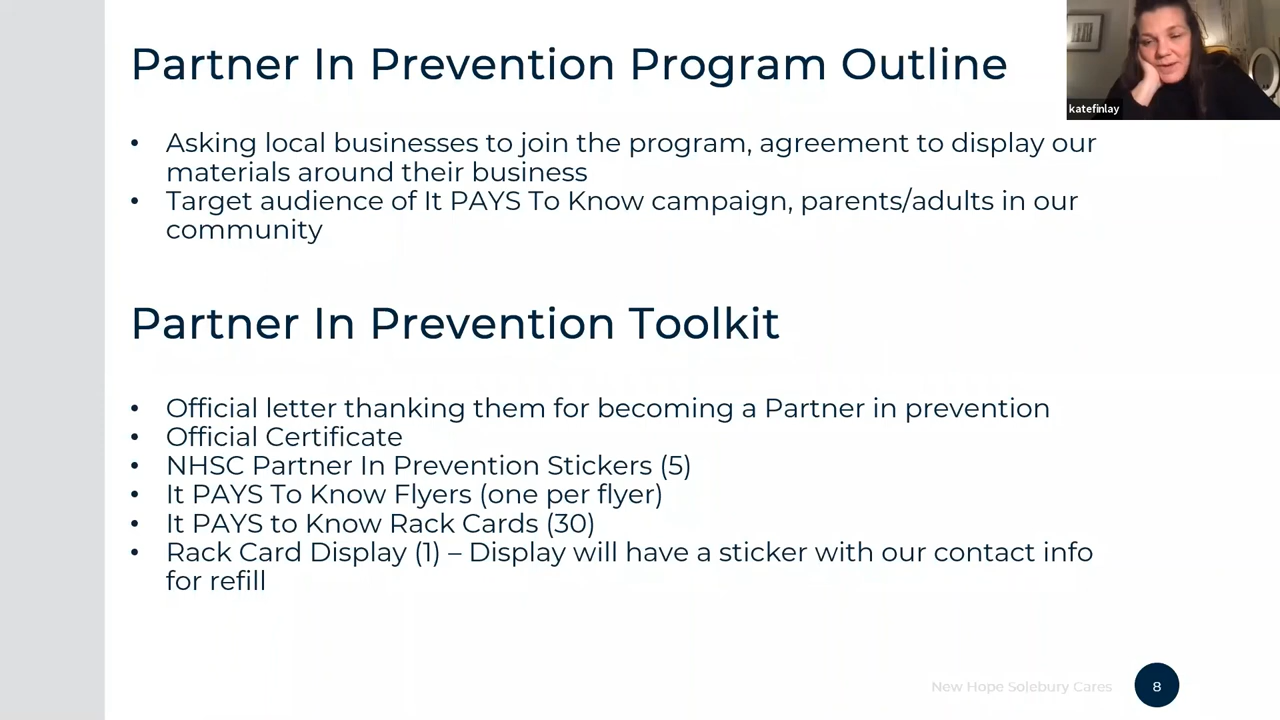 Partner In Prevention Program Outline
katefinlay
• Asking local businesses to join the program, agreement to display our
materials around their business
• Target audience of It PAYS To Know campaign, parents/adults in our
community
Partner In Prevention Toolkit
• Official letter thanking them for becoming a Partner in prevention
• Official Certificate
• NHSC Partner In Prevention Stickers (5)
• It PAYS To Know Flyers (one per flyer)
• It PAYS to Know Rack Cards (30)
• Rack Card Display (1) – Display will have a sticker with our contact info
for refill
New Hope Solebury Cares
8